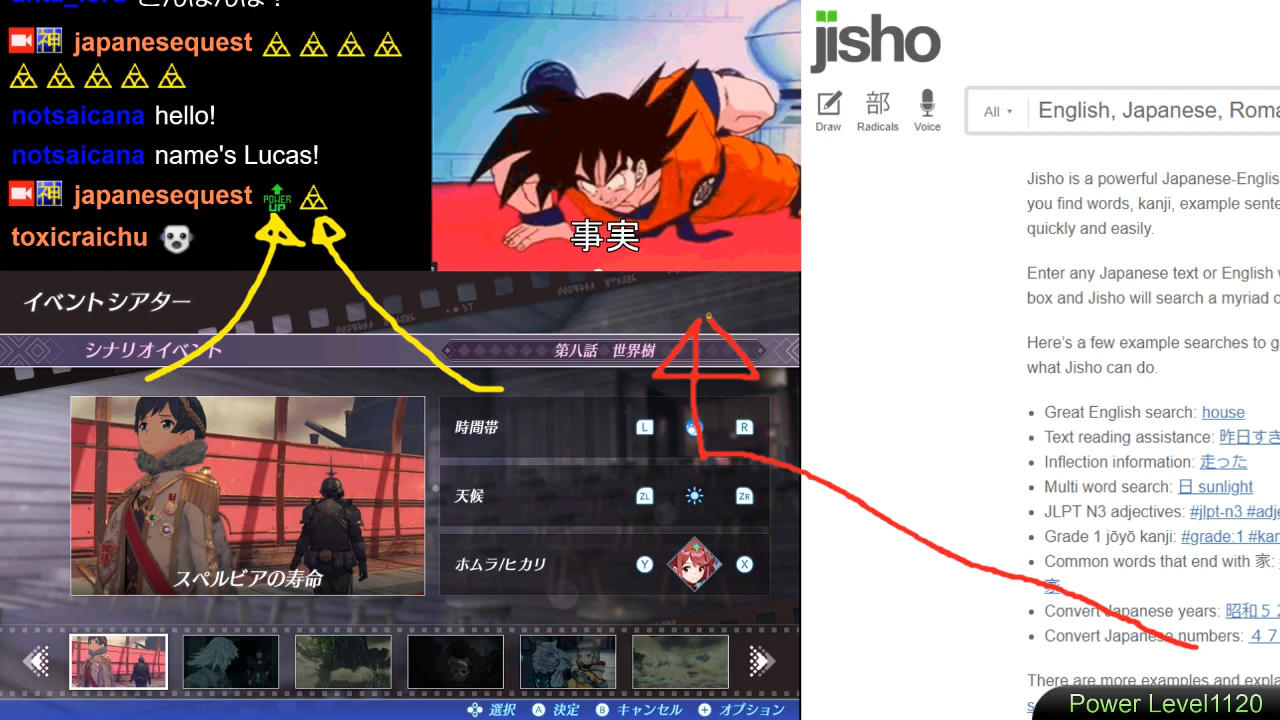 japanesequest
notsaicana hello!
notsaicana name's Lucas!
japanesequest POWER UP
toxicraichu
事実
イベントシアター
シナリオイベント
第八話 世界樹
時間帯 L R
天候 ZL ZR
ホムラ/ヒカリ Y X
スペルビアの寿命
選択 A 決定 B キャンセル + オプション
jisho
Draw 部 Radicals Voice
All English, Japanese, Roma
Jisho is a powerful Japanese-Englis
you find words, kanji, example sente
quickly and easily.
Enter any Japanese text or English w
box and Jisho will search a myriad o
Here's a few example searches to g
what Jisho can do.
Great English search: house
Text reading assistance: 昨日すき
Inflection information: 走った
Multi word search: 日 sunlight
JLPT N3 adjectives: #jlpt-n3 #adje
Grade 1 jōyō kanji: #grade:1 #kan
Common words that end with 家:
家
Convert Japanese years: 昭和５２
Convert Japanese numbers: ４７
There are more examples and expla
Power Level1120